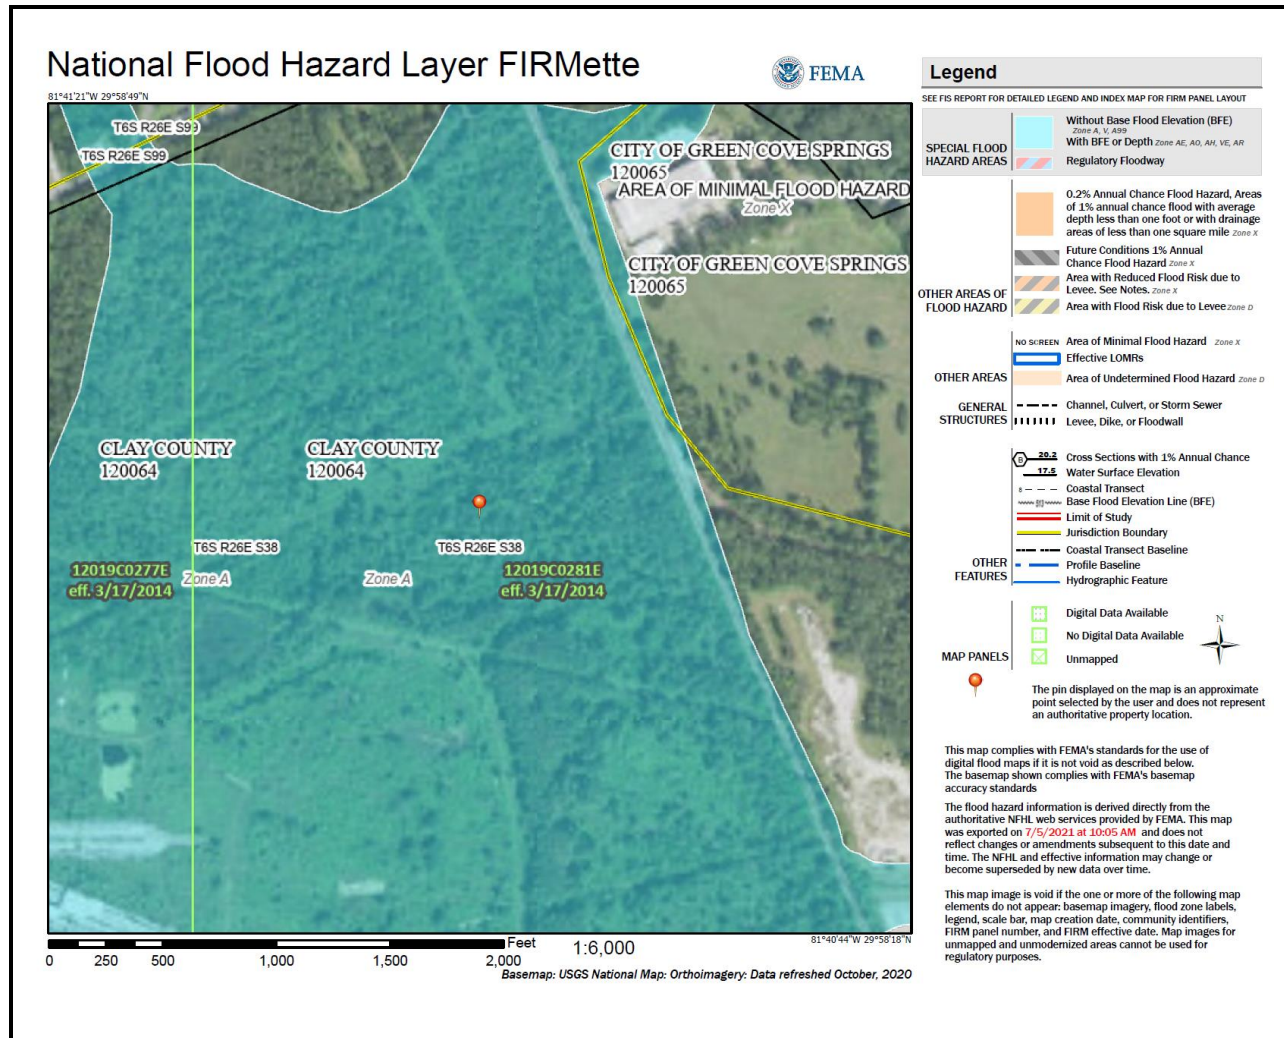 National Flood Hazard Layer FIRMette
FEMA
81°41'21"W 29°58'49"N
T6S R26E S99
T6S R26E S99
CITY OF GREEN COVE SPRINGS
120065
AREA OF MINIMAL FLOOD HAZARD
Zone X
CITY OF GREEN COVE SPRINGS
120065
CLAY COUNTY
120064
CLAY COUNTY
120064
T6S R26E S38
T6S R26E S38
12019C0277E
eff. 3/17/2014
Zone A
Zone A
12019C0281E
eff. 3/17/2014
Feet
1:6,000
81°40'44"W 29°58'18"N
0 250 500 1,000 1,500 2,000
Basemap: USGS National Map: Orthoimagery: Data refreshed October, 2020
Legend
SEE FIS REPORT FOR DETAILED LEGEND AND INDEX MAP FOR FIRM PANEL LAYOUT
SPECIAL FLOOD
HAZARD AREAS
Without Base Flood Elevation (BFE)
Zone A, V, A99
With BFE or Depth Zone AE, AO, AH, VE, AR
Regulatory Floodway
OTHER AREAS OF
FLOOD HAZARD
0.2% Annual Chance Flood Hazard, Areas
of 1% annual chance flood with average
depth less than one foot or with drainage
areas of less than one square mile Zone X
Future Conditions 1% Annual
Chance Flood Hazard Zone X
Area with Reduced Flood Risk due to
Levee. See Notes. Zone X
Area with Flood Risk due to Levee Zone D
OTHER AREAS
NO SCREEN Area of Minimal Flood Hazard Zone X
Effective LOMRs
Area of Undetermined Flood Hazard Zone D
GENERAL
STRUCTURES
Channel, Culvert, or Storm Sewer
Levee, Dike, or Floodwall
OTHER
FEATURES
B 20.2 Cross Sections with 1% Annual Chance
17.5 Water Surface Elevation
8 Coastal Transect
Base Flood Elevation Line (BFE)
Limit of Study
Jurisdiction Boundary
Coastal Transect Baseline
Profile Baseline
Hydrographic Feature
MAP PANELS
Digital Data Available
No Digital Data Available
Unmapped
N
The pin displayed on the map is an approximate
point selected by the user and does not represent
an authoritative property location.
This map complies with FEMA's standards for the use of
digital flood maps if it is not void as described below.
The basemap shown complies with FEMA's basemap
accuracy standards
The flood hazard information is derived directly from the
authoritative NFHL web services provided by FEMA. This map
was exported on 7/5/2021 at 10:05 AM and does not
reflect changes or amendments subsequent to this date and
time. The NFHL and effective information may change or
become superseded by new data over time.
This map image is void if the one or more of the following map
elements do not appear: basemap imagery, flood zone labels,
legend, scale bar, map creation date, community identifiers,
FIRM panel number, and FIRM effective date. Map images for
unmapped and unmodernized areas cannot be used for
regulatory purposes.